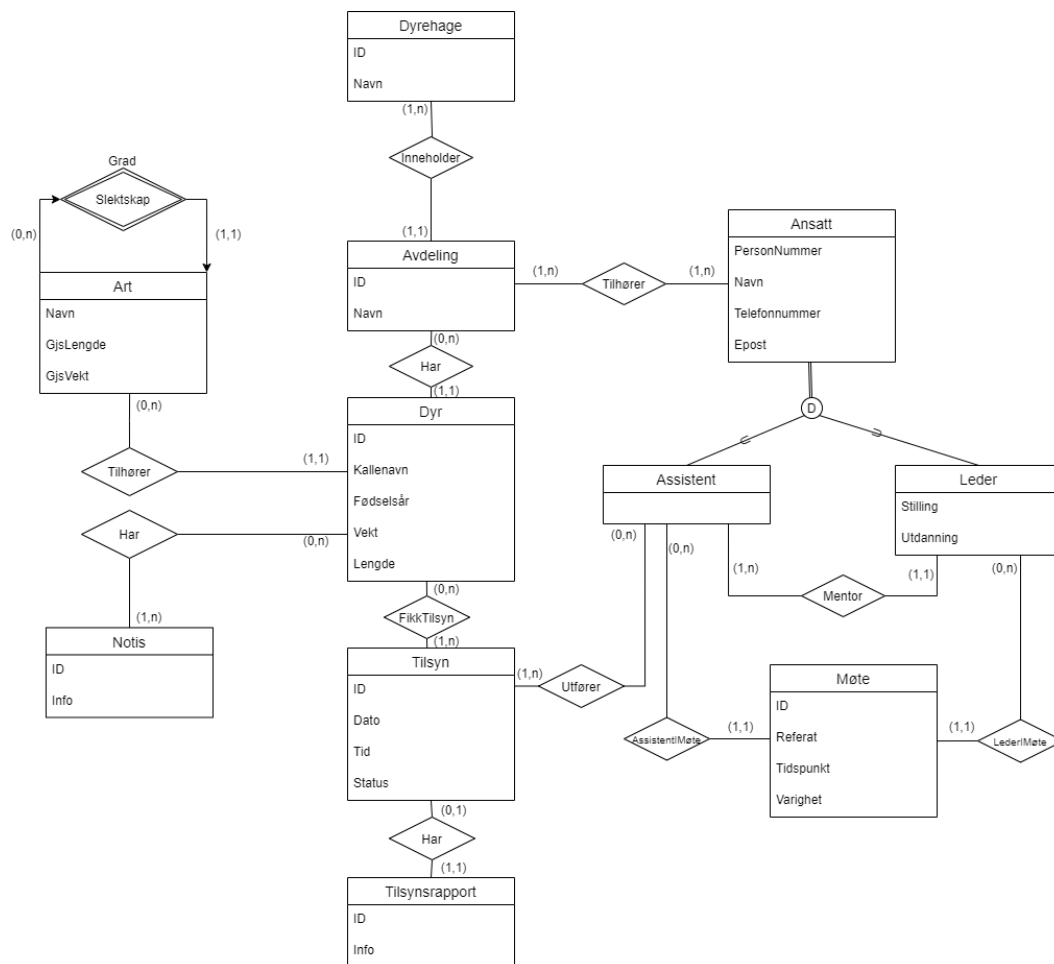 Dyrehage
ID
Navn
(1,n)
Inneholder
(1,1)
Grad
Slektskap
(0,n)
(1,1)
Art
Navn
GjsLengde
GjsVekt
(0,n)
Tilhører
(1,1)
Avdeling
ID
Navn
(1,n)
Tilhører
(1,n)
Ansatt
PersonNummer
Navn
Telefonnummer
Epost
D
(0,n)
Har
(1,1)
Dyr
ID
Kallenavn
Fødselsår
Vekt
Lengde
Har
(0,n)
(1,n)
Notis
ID
Info
(0,n)
FikkTilsyn
(1,n)
Tilsyn
ID
Dato
Tid
Status
(1,n)
Utfører
(0,n)
Assistent
(0,n)
(1,n)
Mentor
(1,1)
Leder
Stilling
Utdanning
(0,n)
AssistentIMøte
(1,1)
Møte
ID
Referat
Tidspunkt
Varighet
(1,1)
LederIMøte
(0,1)
Har
(1,1)
Tilsynsrapport
ID
Info